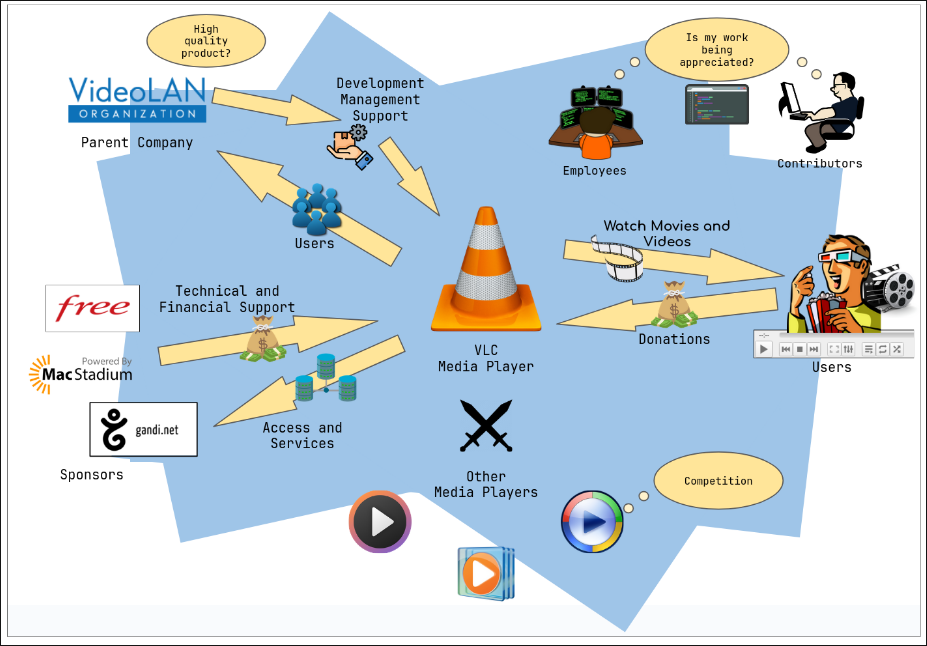 High
quality
product?
Is my work
being
appreciated?
VideoLAN
ORGANIZATION
Parent Company
Development
Management
Support
Employees
Contributors
Users
Watch Movies and
Videos
free
Technical and
Financial Support
Donations
Users
Powered By
MacStadium
VLC
Media Player
gandi.net
Access and
Services
Sponsors
Other
Media Players
Competition